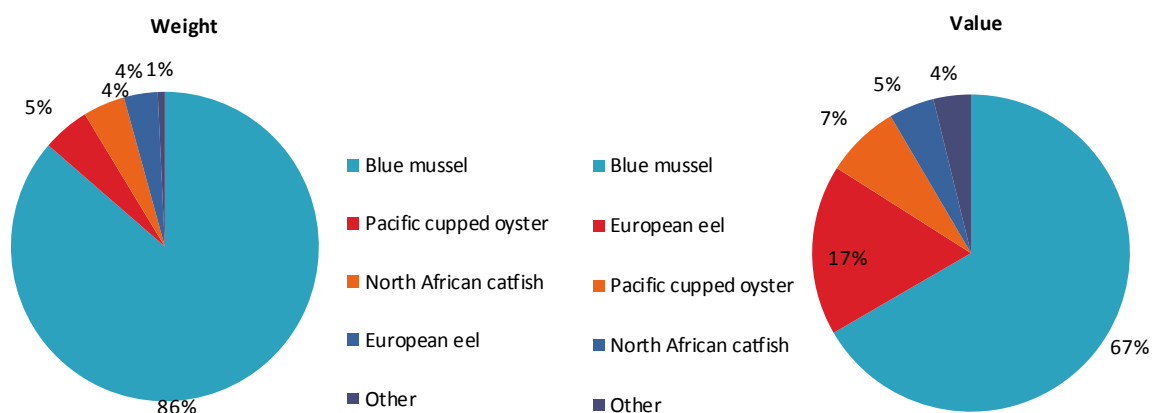 Weight
4% 1%
4%
5%
86%
Blue mussel
Pacific cupped oyster
North African catfish
European eel
Other
Value
4%
5%
7%
17%
67%
Blue mussel
European eel
Pacific cupped oyster
North African catfish
Other